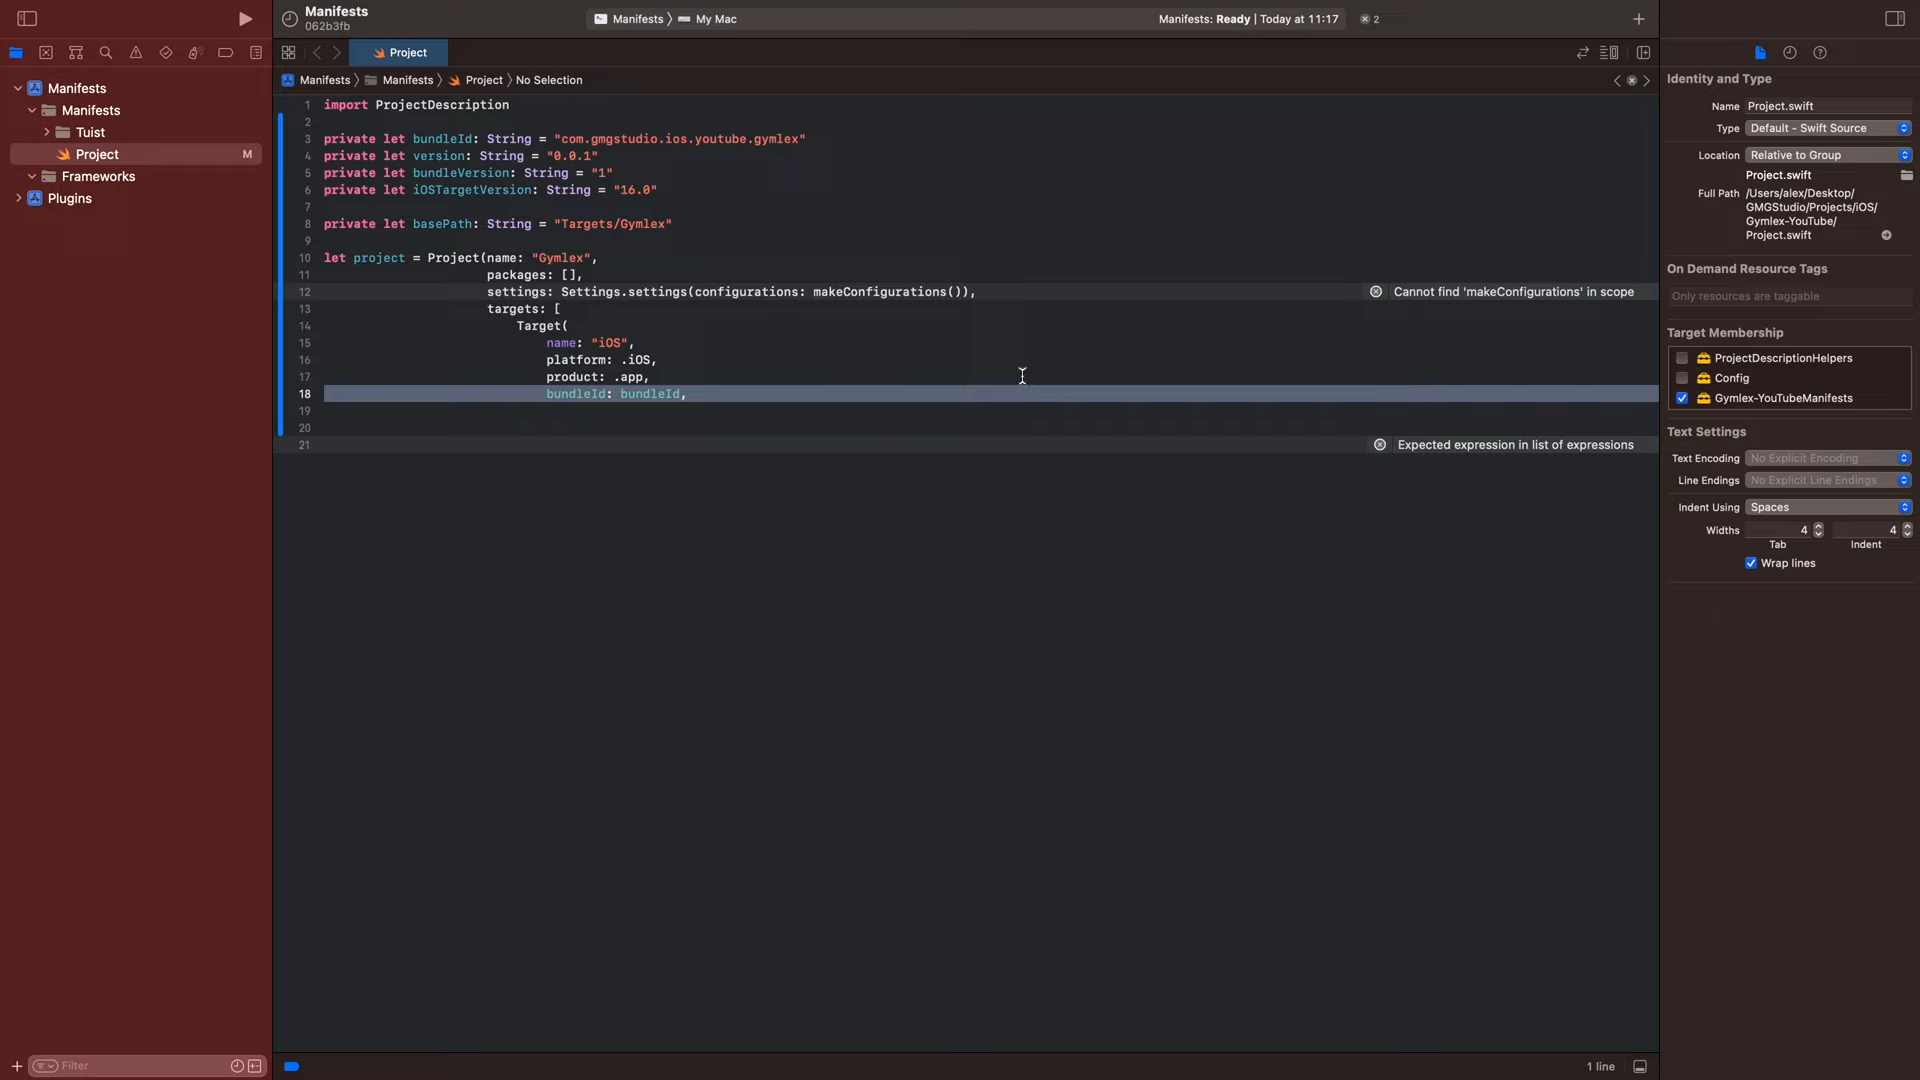 Manifests
062b3fb
Manifests 〉 My Mac
Manifests: Ready | Today at 11:17
2
Project
Manifests 〉 Manifests 〉 Project 〉 No Selection
Manifests
Manifests
Tuist
Project
M
Frameworks
Plugins
1 import ProjectDescription
2
3 private let bundleId: String = "com.gmgstudio.ios.youtube.gymlex"
4 private let version: String = "0.0.1"
5 private let bundleVersion: String = "1"
6 private let iOSTargetVersion: String = "16.0"
7
8 private let basePath: String = "Targets/Gymlex"
9
10 let project = Project(name: "Gymlex",
11 packages: [],
12 settings: Settings.settings(configurations: makeConfigurations()),
Cannot find 'makeConfigurations' in scope
13 targets: [
14 Target(
15 name: "iOS",
16 platform: .iOS,
17 product: .app,
18 bundleId: bundleId,
19
20
21
Expected expression in list of expressions
Identity and Type
Name Project.swift
Type Default - Swift Source
Location Relative to Group
Project.swift
Full Path /Users/alex/Desktop/
GMGStudio/Projects/iOS/
Gymlex-YouTube/
Project.swift
On Demand Resource Tags
Only resources are taggable
Target Membership
ProjectDescriptionHelpers
Config
Gymlex-YouTubeManifests
Text Settings
Text Encoding No Explicit Encoding
Line Endings No Explicit Line Endings
Indent Using Spaces
Widths 4 4
Tab Indent
Wrap lines
Filter
1 line